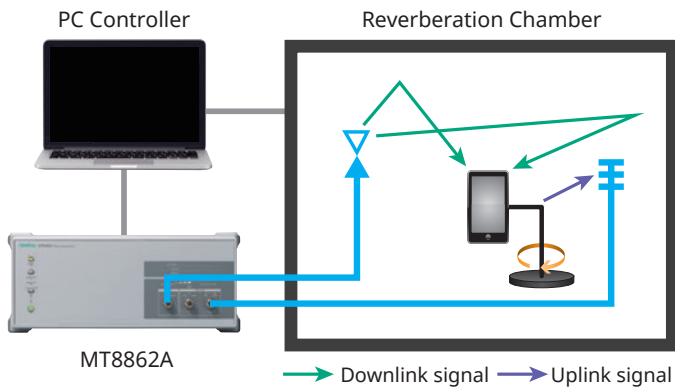 PC Controller
Reverberation Chamber
MT8862A
Downlink signal
Uplink signal